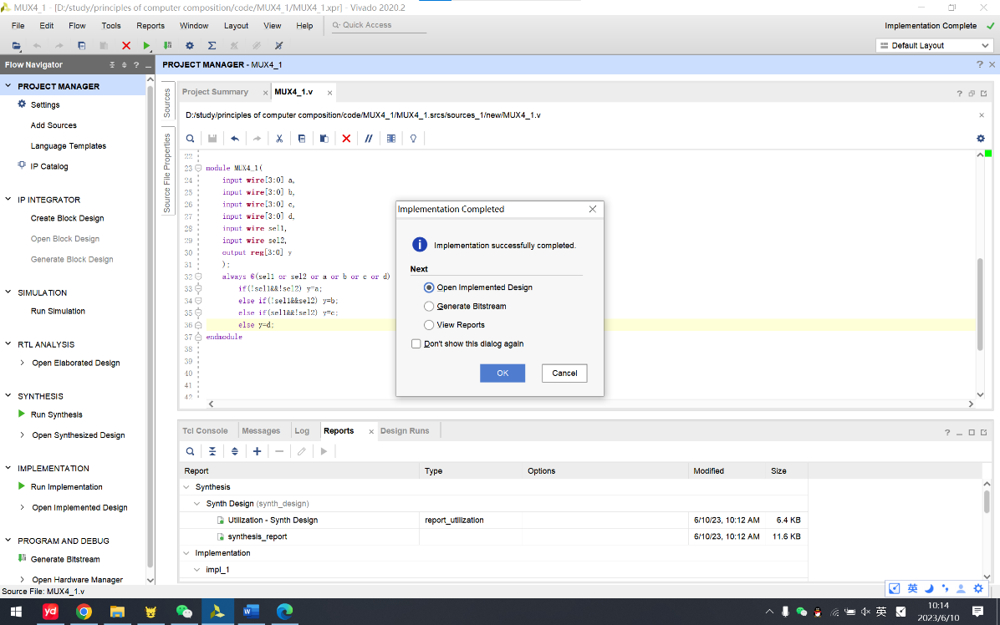 MUX4_1 - [D:/study/principles of computer composition/code/MUX4_1/MUX4_1.xpr] - Vivado 2020.2
File Edit Flow Tools Reports Window Layout View Help Quick Access Implementation Complete
Default Layout
Flow Navigator
PROJECT MANAGER - MUX4_1
PROJECT MANAGER
Settings
Add Sources
Language Templates
IP Catalog
IP INTEGRATOR
Create Block Design
Open Block Design
Generate Block Design
SIMULATION
Run Simulation
RTL ANALYSIS
Open Elaborated Design
SYNTHESIS
Run Synthesis
Open Synthesized Design
IMPLEMENTATION
Run Implementation
Open Implemented Design
PROGRAM AND DEBUG
Generate Bitstream
Open Hardware Manager
Sources
Source File Properties
Project Summary MUX4_1.v
D:/study/principles of computer composition/code/MUX4_1/MUX4_1.srcs/sources_1/new/MUX4_1.v
22
23 module MUX4_1(
24 input wire[3:0] a,
25 input wire[3:0] b,
26 input wire[3:0] c,
27 input wire[3:0] d,
28 input wire sel1,
29 input wire sel2,
30 output reg[3:0] y
31 );
32 always @(sel1 or sel2 or a or b or c or d)
33 if(!sel1&&!sel2) y=a;
34 else if(!sel1&&sel2) y=b;
35 else if(sel1&&!sel2) y=c;
36 else y=d;
37 endmodule
38
39
40
41
42
Implementation Completed
Implementation successfully completed.
Next
Open Implemented Design
Generate Bitstream
View Reports
Don't show this dialog again
OK Cancel
Tcl Console Messages Log Reports Design Runs
Report Type Options Modified Size
Synthesis
Synth Design (synth_design)
Utilization - Synth Design report_utilization 6/10/23, 10:12 AM 6.4 KB
synthesis_report 6/10/23, 10:12 AM 11.6 KB
Implementation
impl_1
Source File: MUX4_1.v
英
yd
英
10:14
2023/6/10